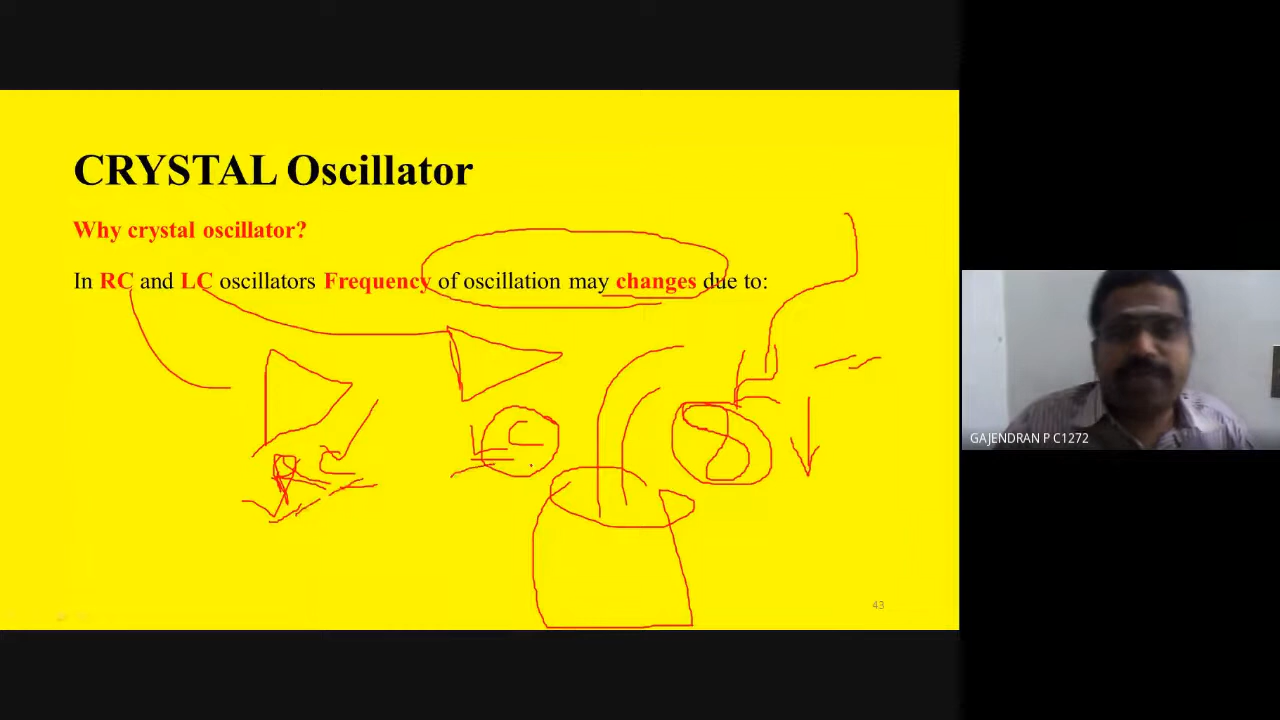 CRYSTAL Oscillator
Why crystal oscillator?
In RC and LC oscillators Frequency of oscillation may changes due to:
R C
L C
43
GAJENDRAN P C1272